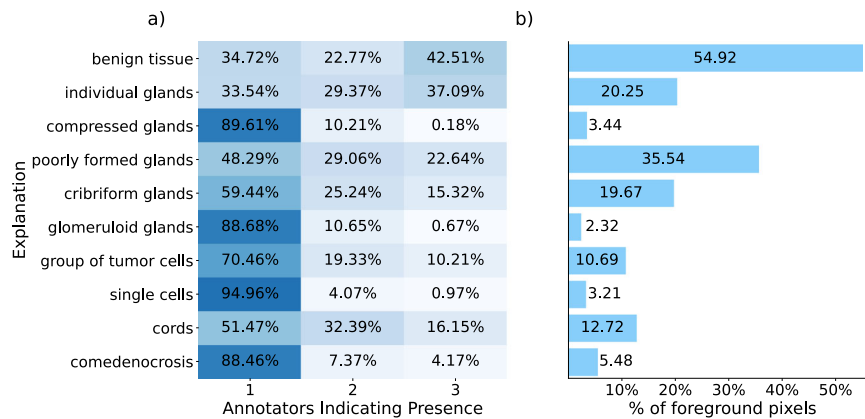 a) b)
benign tissue 34.72% 22.77% 42.51% 54.92
individual glands 33.54% 29.37% 37.09% 20.25
compressed glands 89.61% 10.21% 0.18% 3.44
poorly formed glands 48.29% 29.06% 22.64% 35.54
cribriform glands 59.44% 25.24% 15.32% 19.67
glomeruloid glands 88.68% 10.65% 0.67% 2.32
group of tumor cells 70.46% 19.33% 10.21% 10.69
single cells 94.96% 4.07% 0.97% 3.21
cords 51.47% 32.39% 16.15% 12.72
comedenocrosis 88.46% 7.37% 4.17% 5.48
Explanation
1 2 3 10% 20% 30% 40% 50%
Annotators Indicating Presence % of foreground pixels